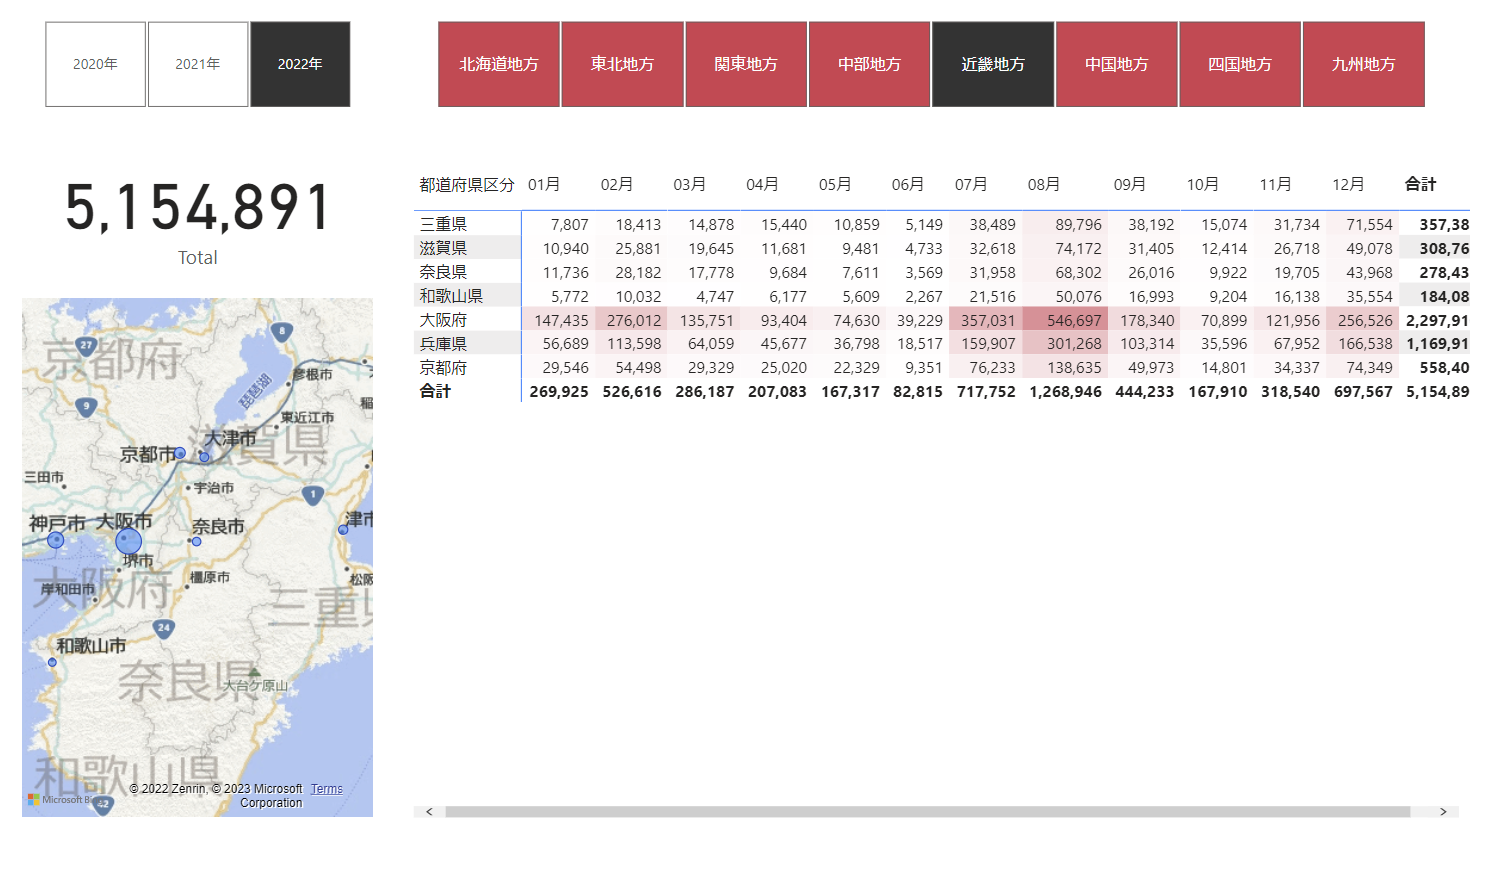 2020年 2021年 2022年
北海道地方 東北地方 関東地方 中部地方 近畿地方 中国地方 四国地方 九州地方
5,154,891
Total
都道府県区分 01月 02月 03月 04月 05月 06月 07月 08月 09月 10月 11月 12月 合計
三重県 7,807 18,413 14,878 15,440 10,859 5,149 38,489 89,796 38,192 15,074 31,734 71,554 357,38
滋賀県 10,940 25,881 19,645 11,681 9,481 4,733 32,618 74,172 31,405 12,414 26,718 49,078 308,76
奈良県 11,736 28,182 17,778 9,684 7,611 3,569 31,958 68,302 26,016 9,922 19,705 43,968 278,43
和歌山県 5,772 10,032 4,747 6,177 5,609 2,267 21,516 50,076 16,993 9,204 16,138 35,554 184,08
大阪府 147,435 276,012 135,751 93,404 74,630 39,229 357,031 546,697 178,340 70,899 121,956 256,526 2,297,91
兵庫県 56,689 113,598 64,059 45,677 36,798 18,517 159,907 301,268 103,314 35,596 67,952 166,538 1,169,91
京都府 29,546 54,498 29,329 25,020 22,329 9,351 76,233 138,635 49,973 14,801 34,337 74,349 558,40
合計 269,925 526,616 286,187 207,083 167,317 82,815 717,752 1,268,946 444,233 167,910 318,540 697,567 5,154,89
8
27
京都府
彦根市
琵琶湖
9
東近江市
稲
大津市
滋賀県
京都市
三田市
宇治市
1
神戸市 大阪市
奈良市
津市
堺市
橿原市
松阪
岸和田市
大阪府
三重県
24
和歌山市
奈良県
大台ケ原山
和歌山県
© 2022 Zenrin, © 2023 Microsoft Terms
Corporation
Microsoft B
42